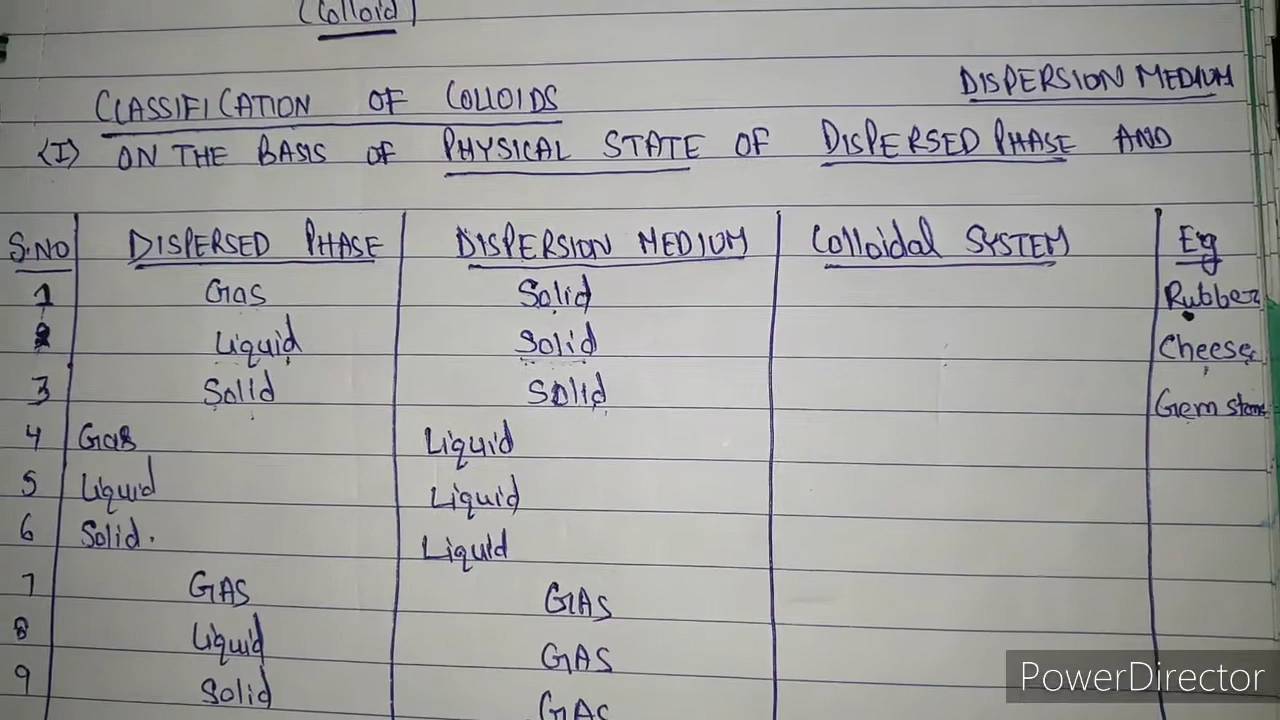 (Colloid)
DISPERSION MEDIUM
CLASSIFICATION OF COLLOIDS
(I) ON THE BASIS OF PHYSICAL STATE OF DISPERSED PHASE AND
S.NO DISPERSED PHASE DISPERSION MEDIUM Colloidal SYSTEM Eg
1 Gas Solid Rubber
2 Liquid Solid Cheese
3 Solid Solid Gem stone
4 Gas Liquid
5 Liquid Liquid
6 Solid. Liquid
7 GAS GAS
8 Liquid GAS
9 Solid GAS
PowerDirector